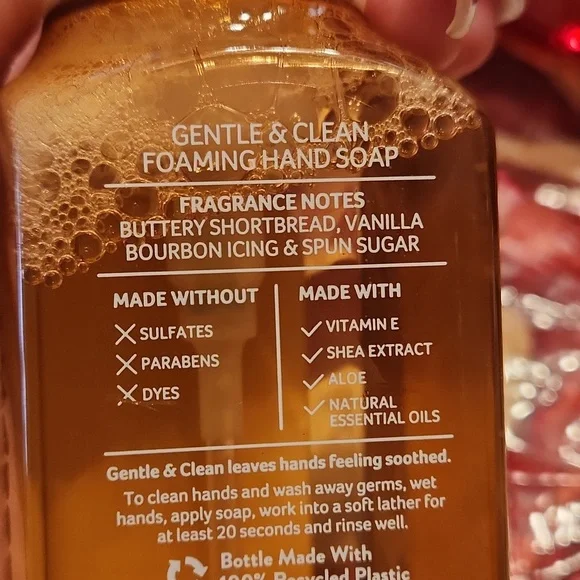 GENTLE & CLEAN
FOAMING HAND SOAP
FRAGRANCE NOTES
BUTTERY SHORTBREAD, VANILLA
BOURBON ICING & SPUN SUGAR
MADE WITHOUT
SULFATES
PARABENS
DYES
MADE WITH
VITAMIN E
SHEA EXTRACT
ALOE
NATURAL
ESSENTIAL OILS
Gentle & Clean leaves hands feeling soothed.
To clean hands and wash away germs, wet
hands, apply soap, work into a soft lather for
at least 20 seconds and rinse well.
Bottle Made With
100% Recycled Plastic